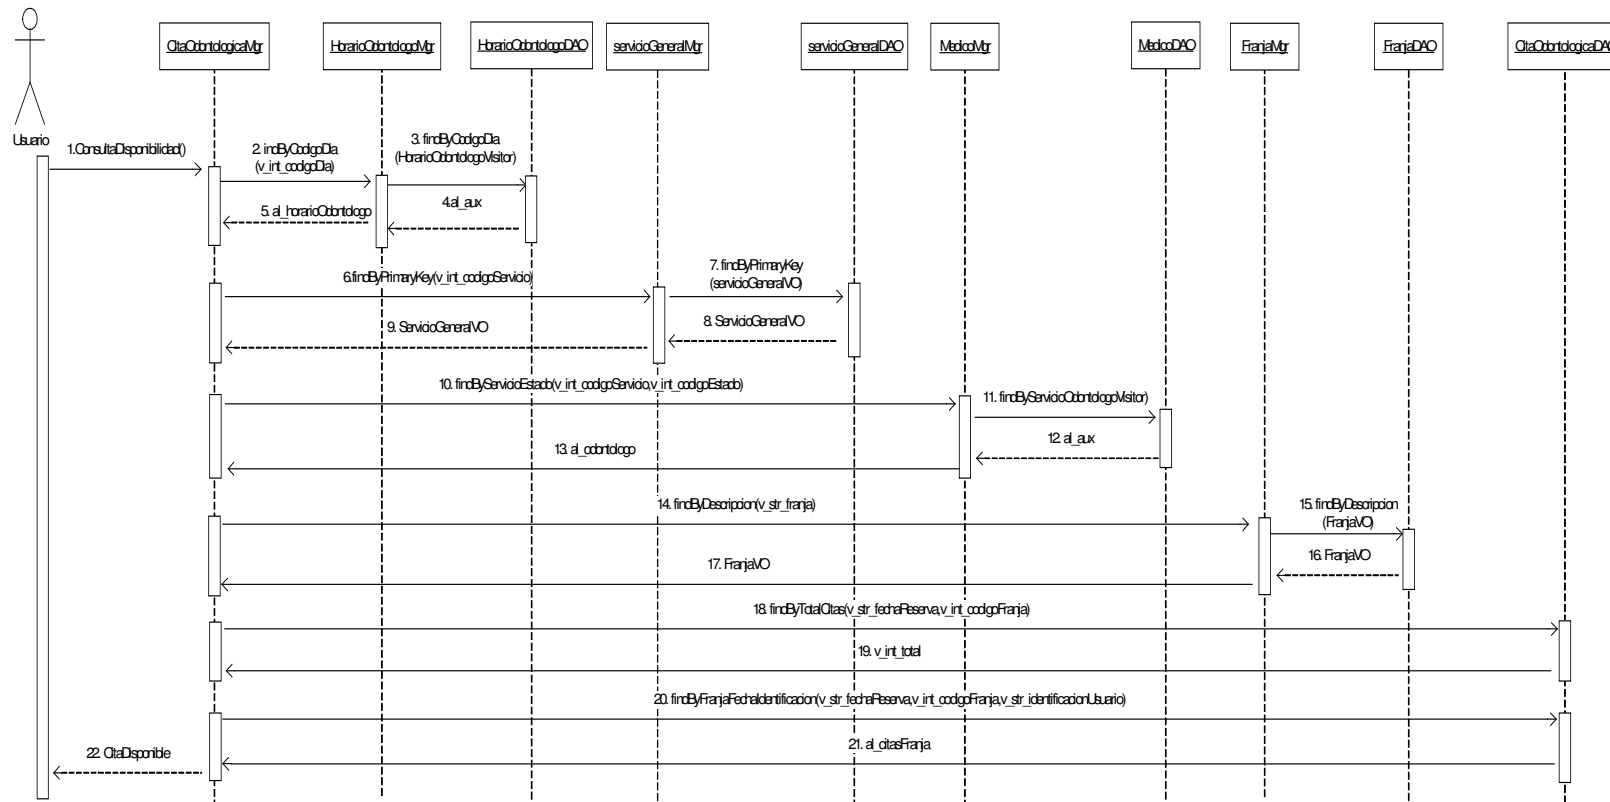 CitaOdontologicaMgr
HorarioOdontologoMgr
HorarioOdontologoDAO
servicioGeneralMgr
servicioGeneralDAO
MedicoMgr
MedicoDAO
FranjaMgr
FranjaDAO
CitaOdontologicaDAO
Usuario
1.ConsultaDisponibilidad()
2. indByCodigoDia
(v_int_codigoDia)
3. findByCodigoDia
(HorarioOdontologoVisitor)
4.al_aux
5. al_horarioOdontologo
6.findByPrimaryKey(v_int_codigoServicio)
7. findByPrimaryKey
(servicioGeneralVO)
8. ServicioGeneralVO
9. ServicioGeneralVO
10. findByServicioEstado(v_int_codigoServicio,v_int_codigoEstado)
11. findByServicioOdontologoVisitor)
12. al_aux
13. al_odontologo
14. findByDescripcion(v_str_franja)
15. findByDescripcion
(FranjaVO)
16. FranjaVO
17. FranjaVO
18. findByTotalCitas(v_str_fechaReserva,v_int_codigoFranja)
19. v_int_total
20. findByFranjaFechaIdentificacion(v_str_fechaReserva,v_int_codigoFranja,v_str_identificacionUsuario)
21. al_citasFranja
22. CitaDisponible